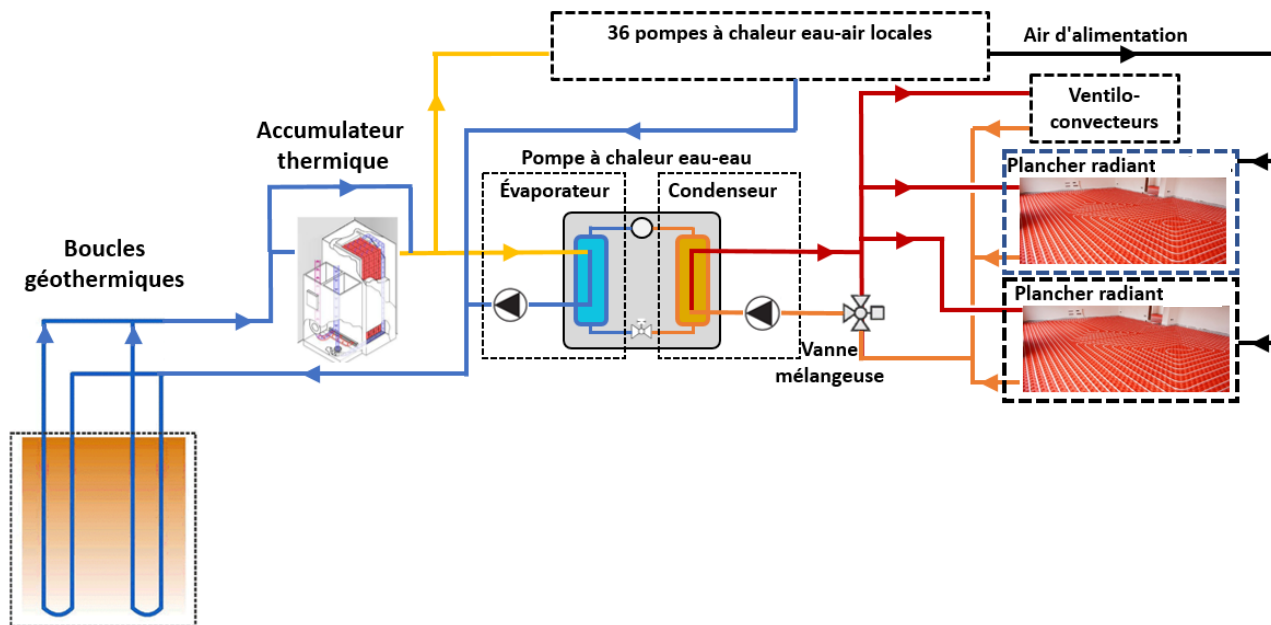 36 pompes à chaleur eau-air locales
Air d'alimentation
Ventilo-
convecteurs
Accumulateur
thermique
Pompe à chaleur eau-eau
Évaporateur
Condenseur
Plancher radiant
Boucles
géothermiques
Plancher radiant
Vanne
mélangeuse